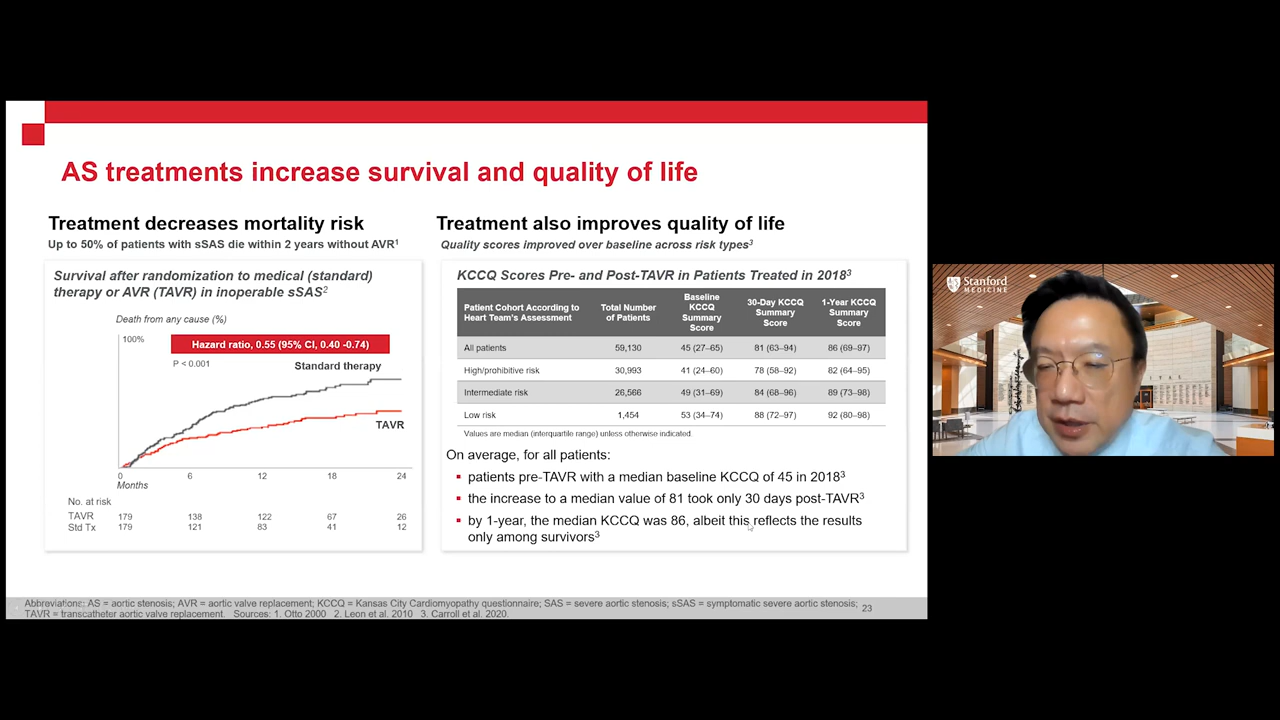 AS treatments increase survival and quality of life
Treatment decreases mortality risk
Up to 50% of patients with sSAS die within 2 years without AVR1
Survival after randomization to medical (standard)
therapy or AVR (TAVR) in inoperable sSAS2
Death from any cause (%)
100%
Hazard ratio, 0.55 (95% CI, 0.40 -0.74)
P < 0.001
Standard therapy
TAVR
0 6 12 18 24
Months
No. at risk
TAVR 179 138 122 67 26
Std Tx 179 121 83 41 12
Treatment also improves quality of life
Quality scores improved over baseline across risk types3
KCCQ Scores Pre- and Post-TAVR in Patients Treated in 20183
Patient Cohort According to Heart Team's Assessment Total Number of Patients Baseline KCCQ Summary Score 30-Day KCCQ Summary Score 1-Year KCCQ Summary Score
All patients 59,130 45 (27–65) 81 (63–94) 86 (69–97)
High/prohibitive risk 30,993 41 (24–60) 78 (58–92) 82 (64–95)
Intermediate risk 26,566 49 (31–69) 84 (68–96) 89 (73–98)
Low risk 1,454 53 (34–74) 88 (72–97) 92 (80–98)
Values are median (interquartile range) unless otherwise indicated.
On average, for all patients:
▪ patients pre-TAVR with a median baseline KCCQ of 45 in 20183
▪ the increase to a median value of 81 took only 30 days post-TAVR3
▪ by 1-year, the median KCCQ was 86, albeit this reflects the results
only among survivors3
Abbreviations: AS = aortic stenosis; AVR = aortic valve replacement; KCCQ = Kansas City Cardiomyopathy questionnaire; SAS = severe aortic stenosis; sSAS = symptomatic severe aortic stenosis;
TAVR = transcatheter aortic valve replacement. Sources: 1. Otto 2000 2. Leon et al. 2010 3. Carroll et al. 2020.
23
Stanford
MEDICINE